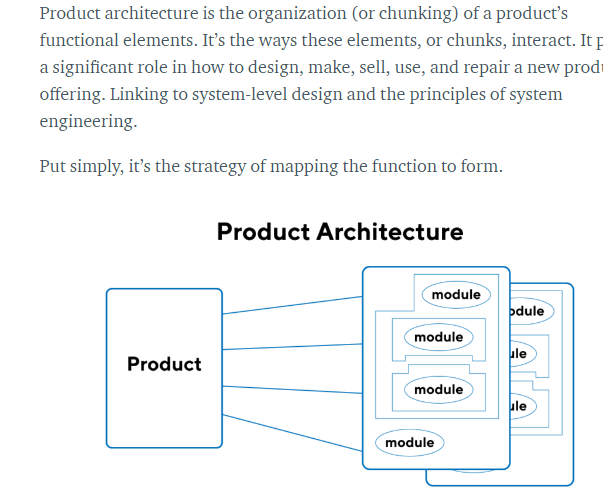 Product architecture is the organization (or chunking) of a product's
functional elements. It's the ways these elements, or chunks, interact. It
a significant role in how to design, make, sell, use, and repair a new
offering. Linking to system-level design and the principles of system
engineering.
Put simply, it's the strategy of mapping the function to form.
Product Architecture
module
module
Product
module
module